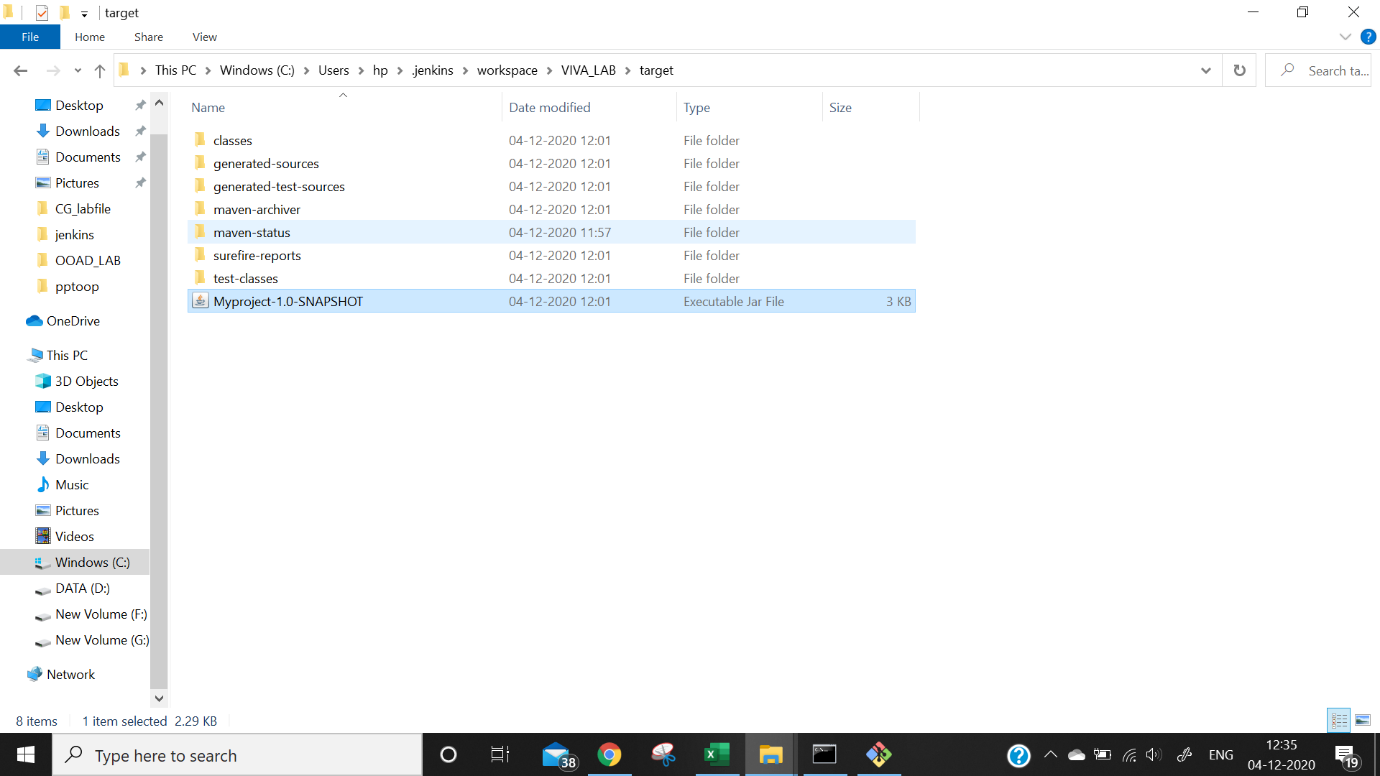 target
File Home Share View
This PC Windows (C:) Users hp .jenkins workspace VIVA_LAB target
Search ta...
Name Date modified Type Size
Desktop
Downloads
Documents
Pictures
CG_labfile
jenkins
OOAD_LAB
pptoop
OneDrive
This PC
3D Objects
Desktop
Documents
Downloads
Music
Pictures
Videos
Windows (C:)
DATA (D:)
New Volume (F:)
New Volume (G:)
Network
classes 04-12-2020 12:01 File folder
generated-sources 04-12-2020 12:01 File folder
generated-test-sources 04-12-2020 12:01 File folder
maven-archiver 04-12-2020 12:01 File folder
maven-status 04-12-2020 11:57 File folder
surefire-reports 04-12-2020 12:01 File folder
test-classes 04-12-2020 12:01 File folder
Myproject-1.0-SNAPSHOT 04-12-2020 12:01 Executable Jar File 3 KB
8 items 1 item selected 2.29 KB
Type here to search
38
ENG
12:35
04-12-2020
19